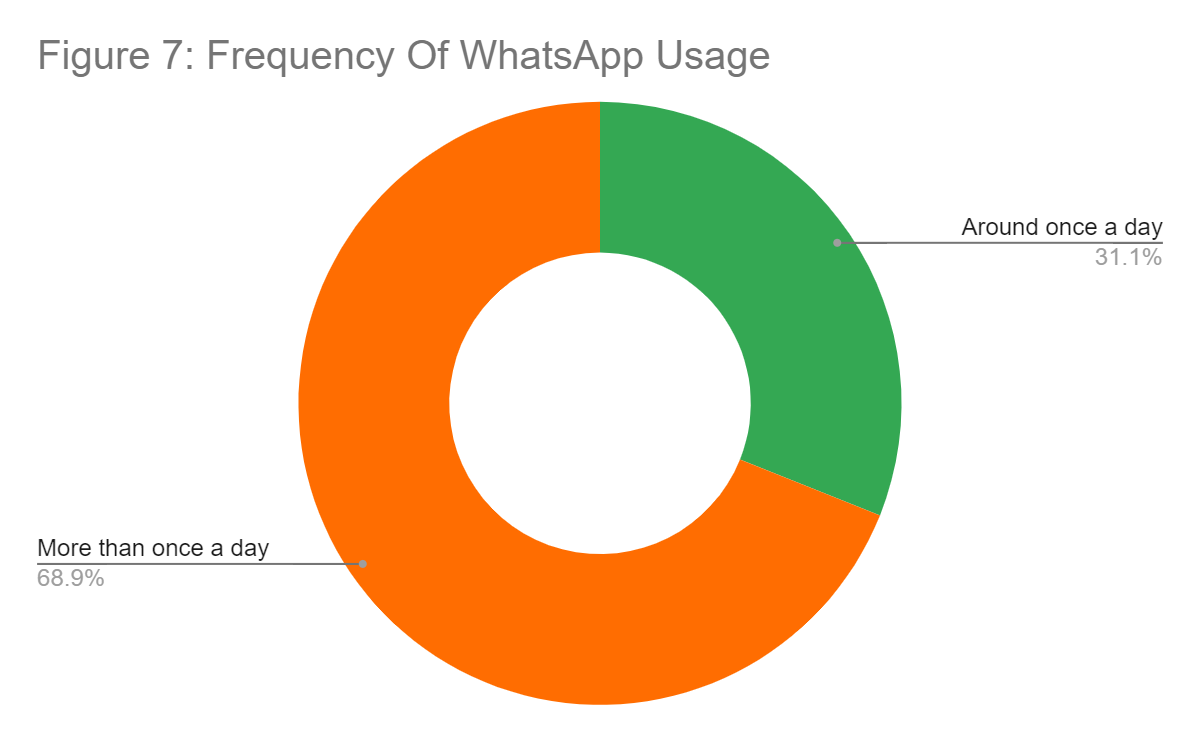 Figure 7: Frequency Of WhatsApp Usage
Around once a day
31.1%
More than once a day
68.9%